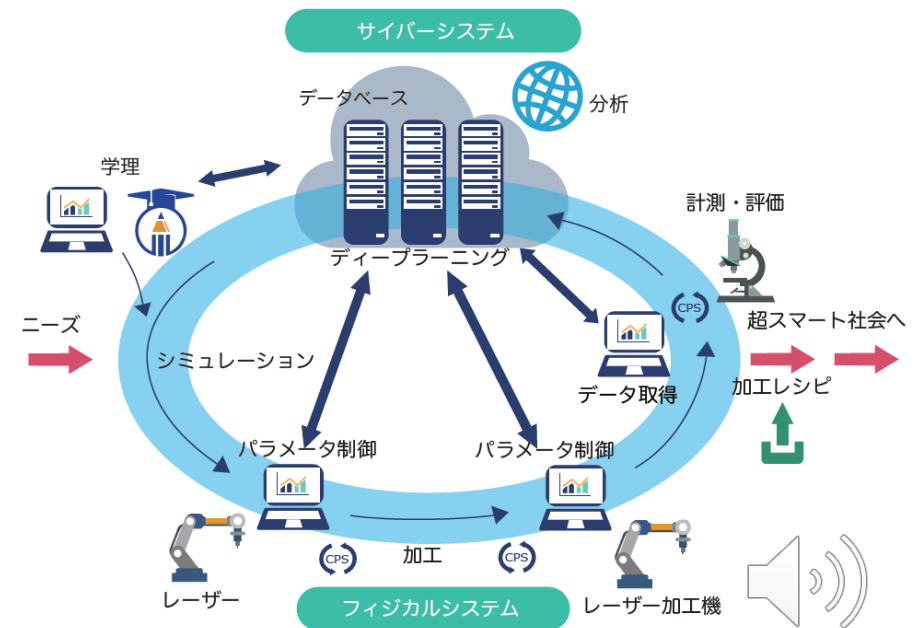 サイバーシステム
データベース
分析
学理
計測・評価
ディープラーニング
CPS
ニーズ
超スマート社会へ
シミュレーション
加工レシピ
データ取得
パラメータ制御
パラメータ制御
加工
CPS
CPS
レーザー
フィジカルシステム
レーザー加工機